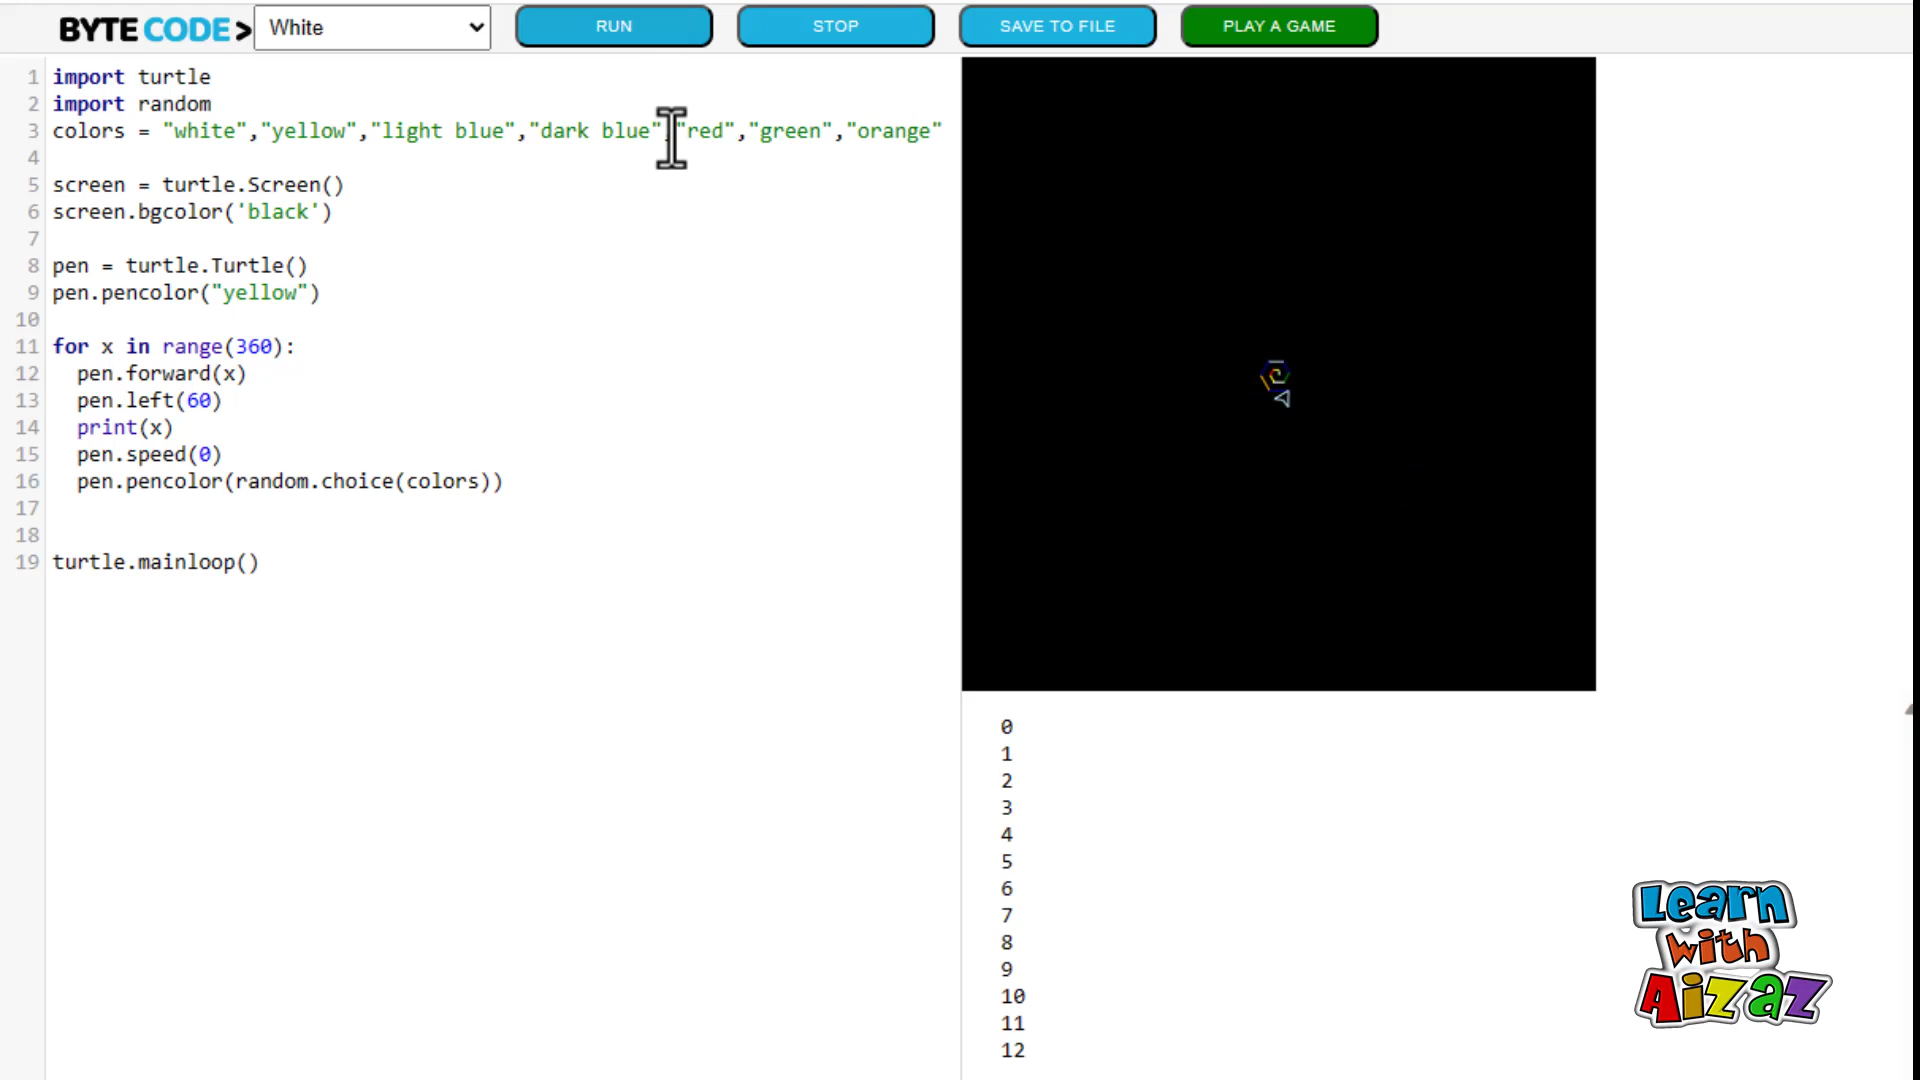 BYTE CODE> White RUN STOP SAVE TO FILE PLAY A GAME
1 import turtle
2 import random
3 colors = "white","yellow","light blue","dark blue","red","green","orange"
4
5 screen = turtle.Screen()
6 screen.bgcolor('black')
7
8 pen = turtle.Turtle()
9 pen.pencolor("yellow")
10
11 for x in range(360):
12 pen.forward(x)
13 pen.left(60)
14 print(x)
15 pen.speed(0)
16 pen.pencolor(random.choice(colors))
17
18
19 turtle.mainloop()
0
1
2
3
4
5
6
7
8
9
10
11
12
Learn
with
Aizaz